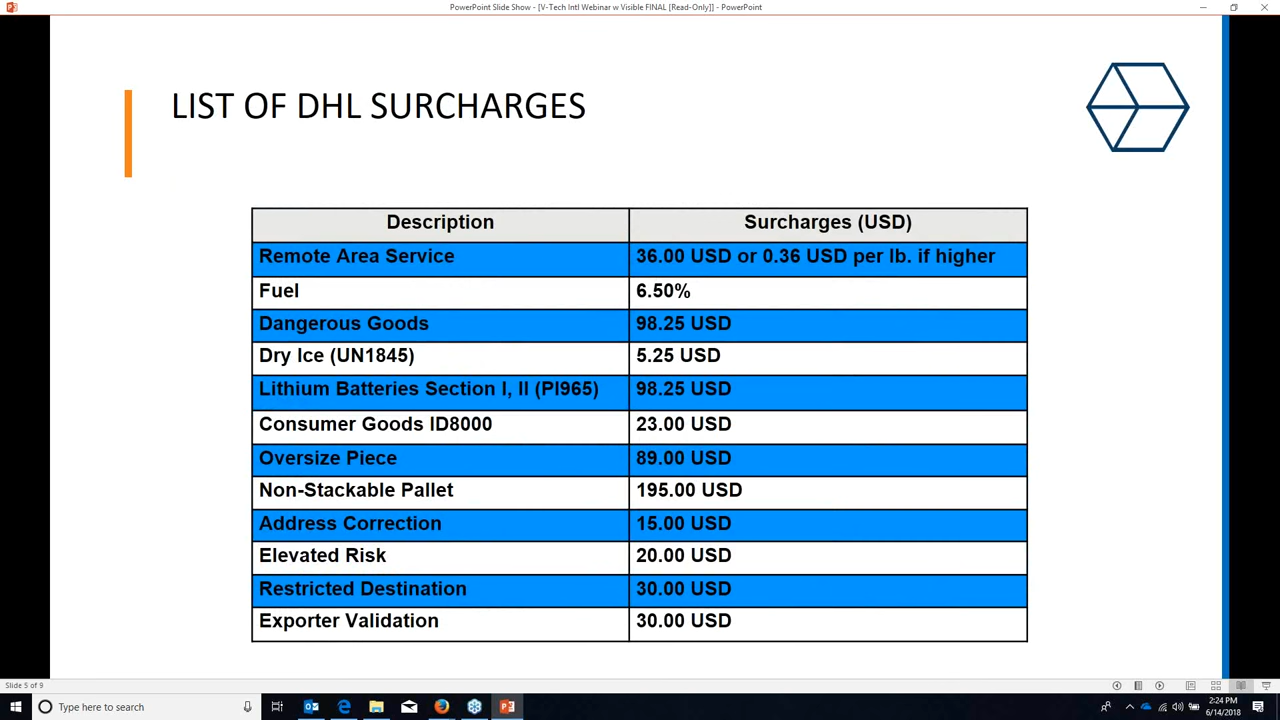 PowerPoint Slide Show - [V-Tech Intl Webinar w Visible FINAL [Read-Only]] - PowerPoint
LIST OF DHL SURCHARGES
Description Surcharges (USD)
Remote Area Service 36.00 USD or 0.36 USD per lb. if higher
Fuel 6.50%
Dangerous Goods 98.25 USD
Dry Ice (UN1845) 5.25 USD
Lithium Batteries Section I, II (PI965) 98.25 USD
Consumer Goods ID8000 23.00 USD
Oversize Piece 89.00 USD
Non-Stackable Pallet 195.00 USD
Address Correction 15.00 USD
Elevated Risk 20.00 USD
Restricted Destination 30.00 USD
Exporter Validation 30.00 USD
Slide 5 of 9
Type here to search
2:24 PM
6/14/2018